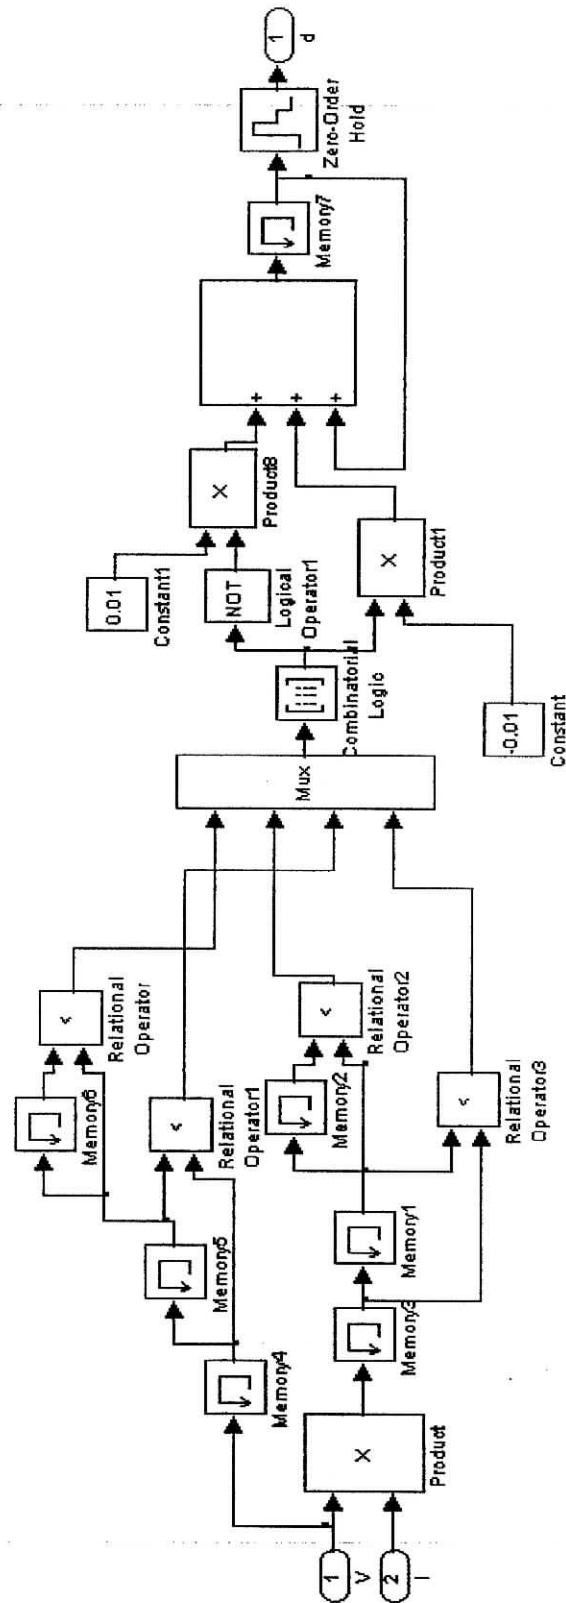 1
V
2
I
×
Product
Memory4
Memory5
Memory6
<
Relational
Operator
<
Relational
Operator1
Memory3
Memory1
Memory2
<
Relational
Operator2
<
Relational
Operator3
Mux
Combinatorial
Logic
NOT
Logical
Operator1
0.01
Constant1
×
Product8
-0.01
Constant
×
Product1
+
+
+
Memory7
Zero-Order
Hold
1
d